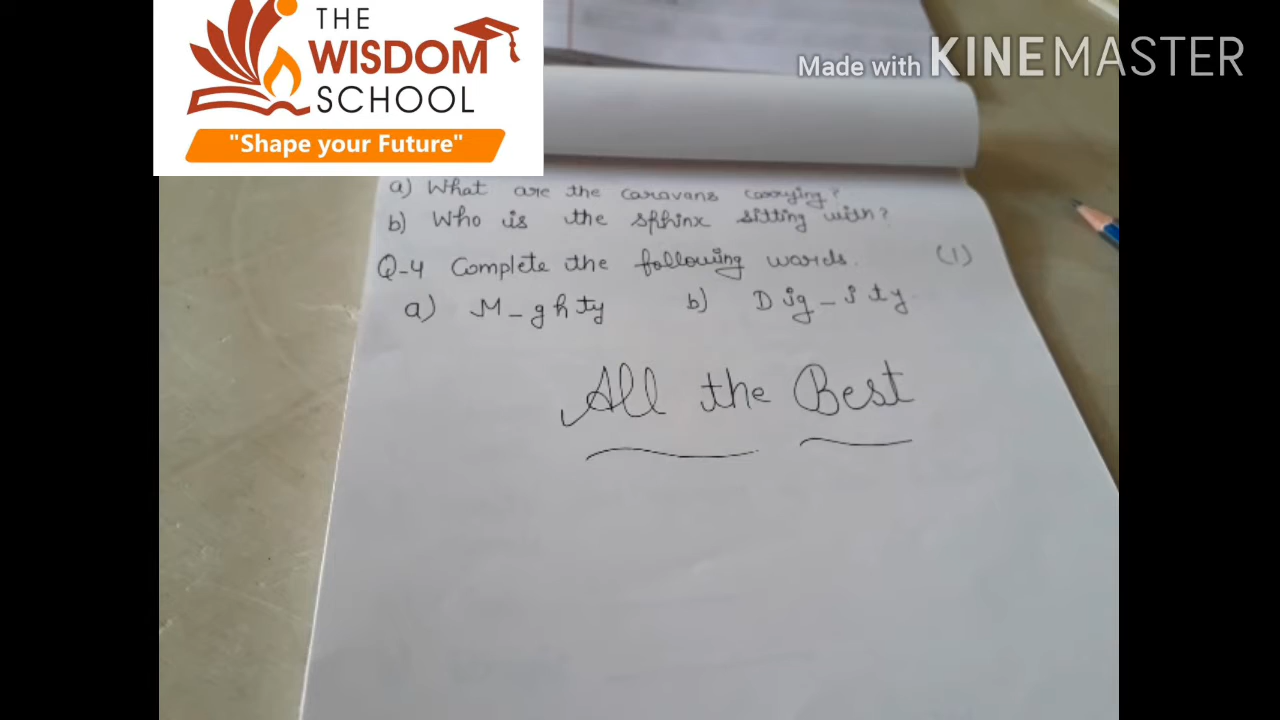 THE
WISDOM
SCHOOL
"Shape your Future"
Made with KINEMASTER
a) What are the caravans carrying?
b) Who is the sphinx sitting with?
Q-4 Complete the following words. (1)
a) M_ghty b) Dig_ity
All the Best